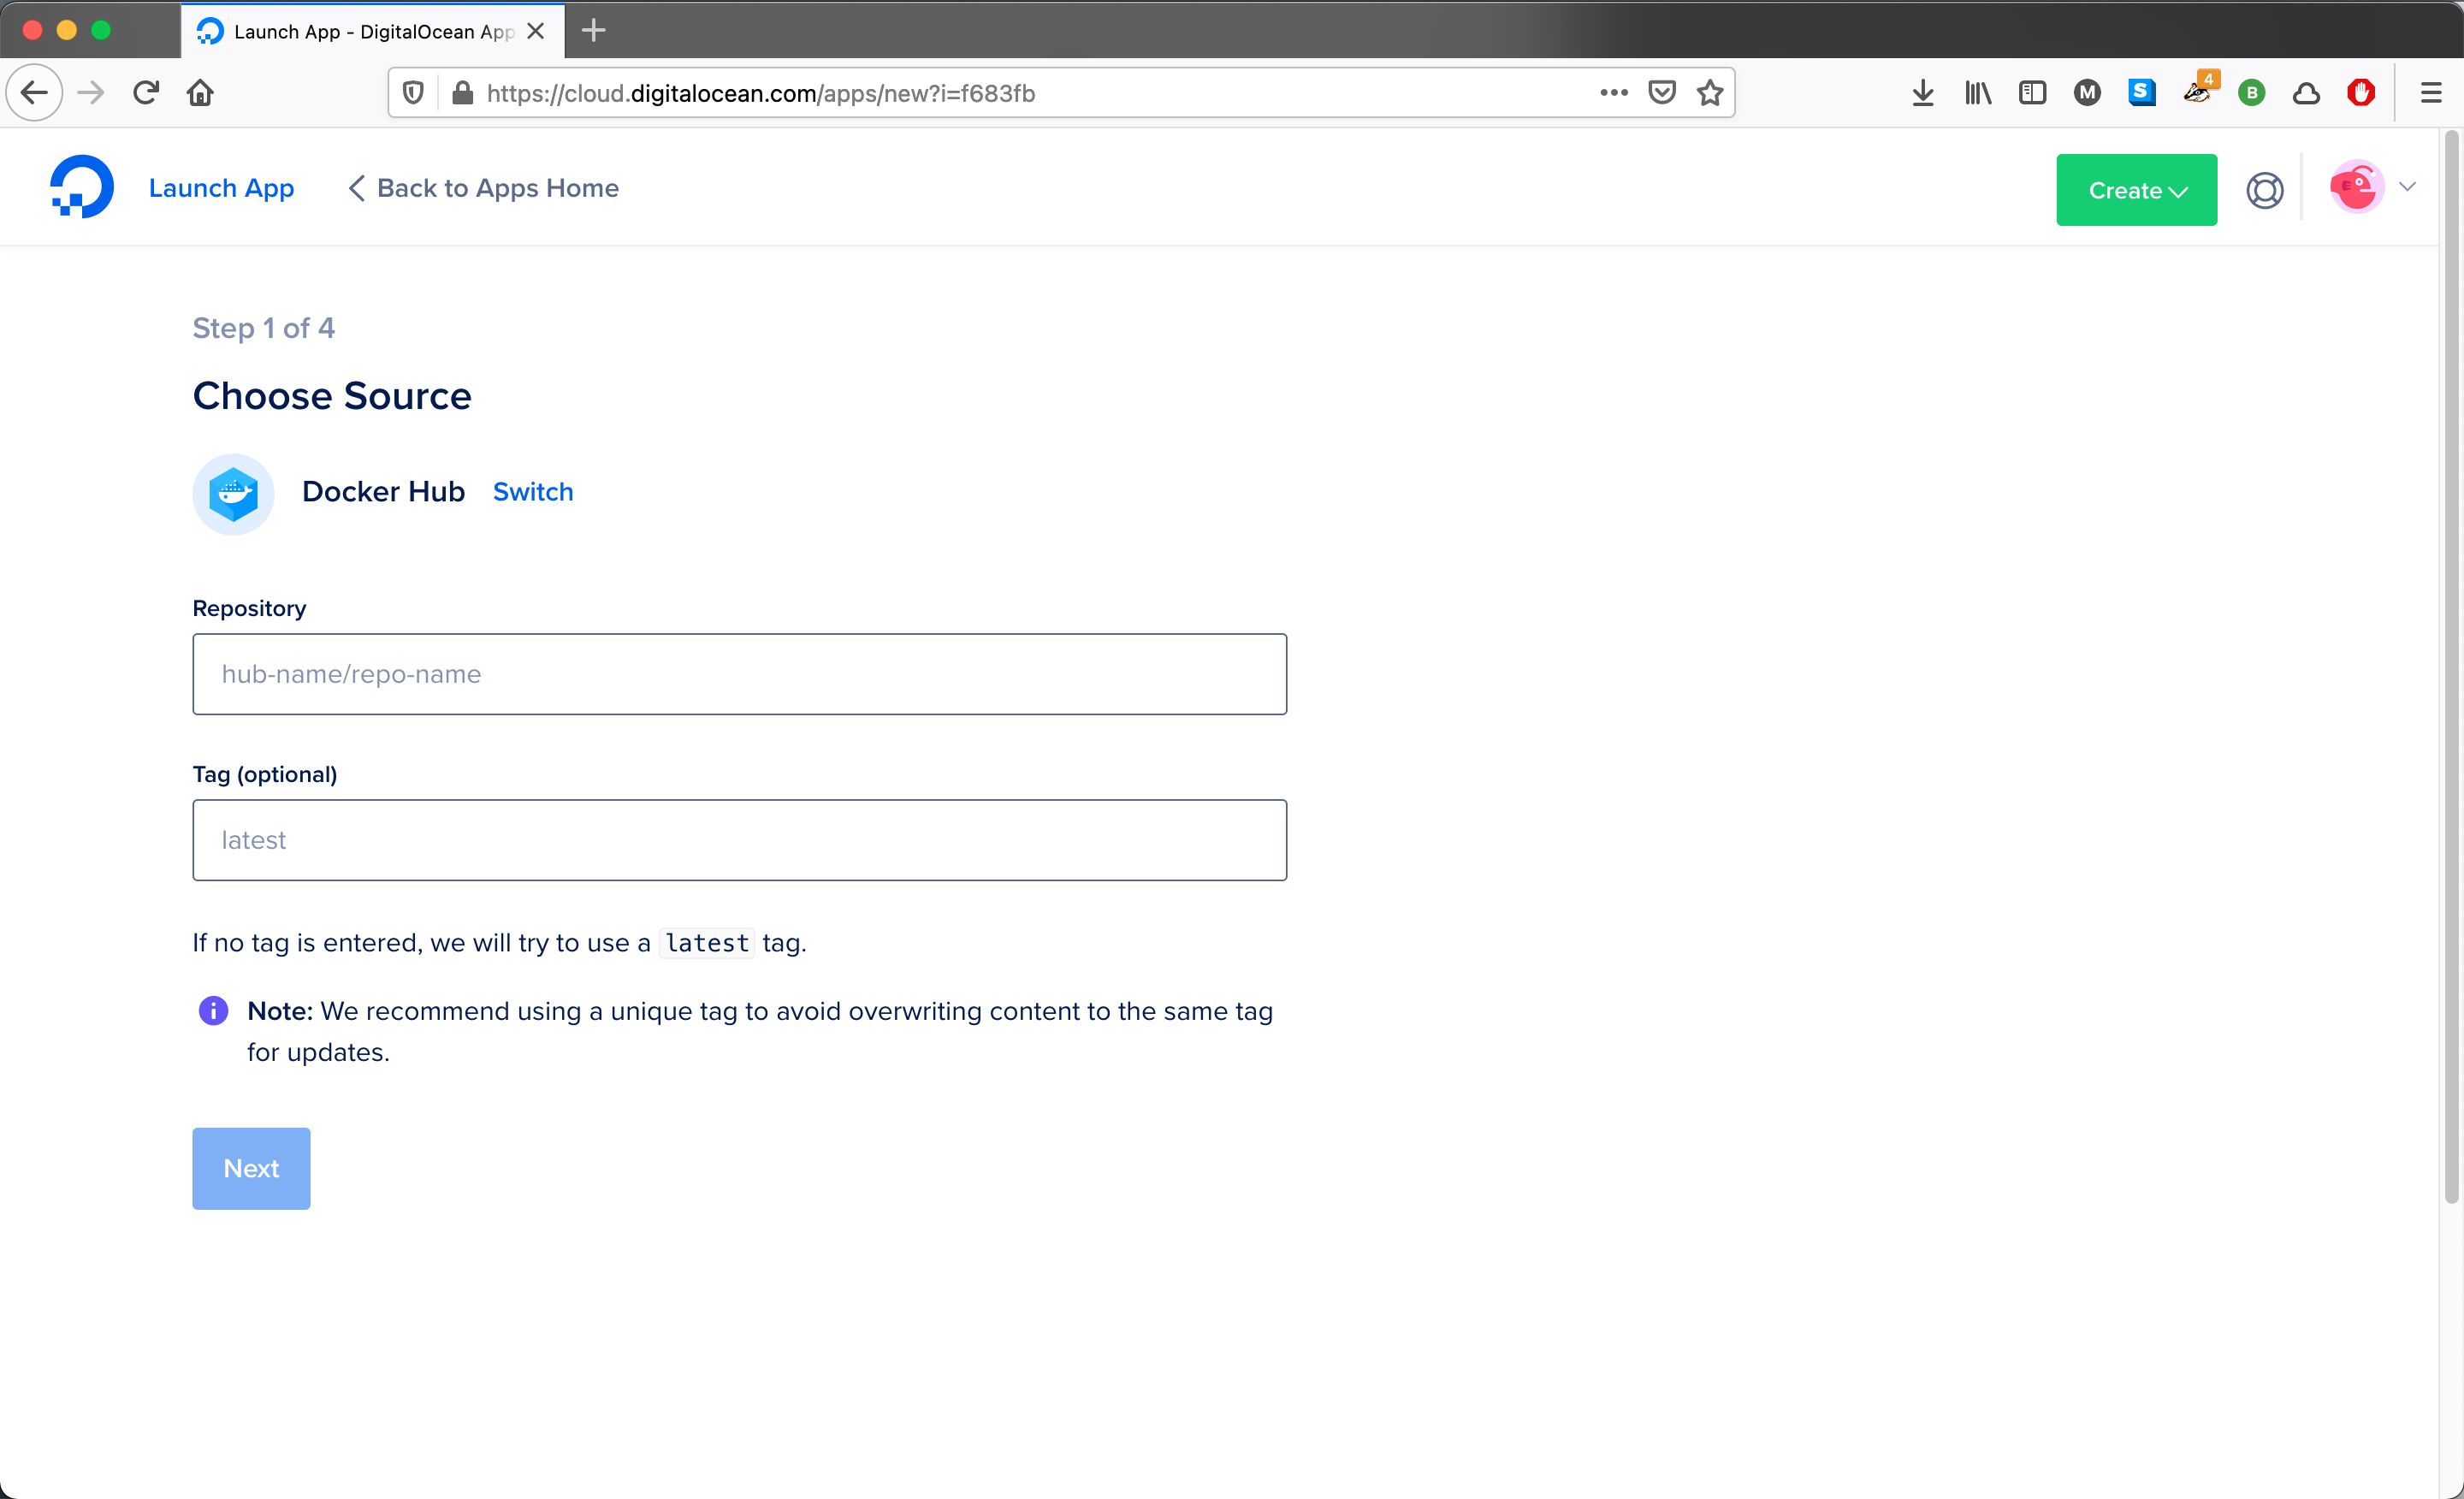 Launch App - DigitalOcean App
https://cloud.digitalocean.com/apps/new?i=f683fb
M
S
4
B
Launch App
Back to Apps Home
Create
Step 1 of 4
Choose Source
Docker Hub Switch
Repository
hub-name/repo-name
Tag (optional)
latest
If no tag is entered, we will try to use a latest tag.
Note: We recommend using a unique tag to avoid overwriting content to the same tag
for updates.
Next